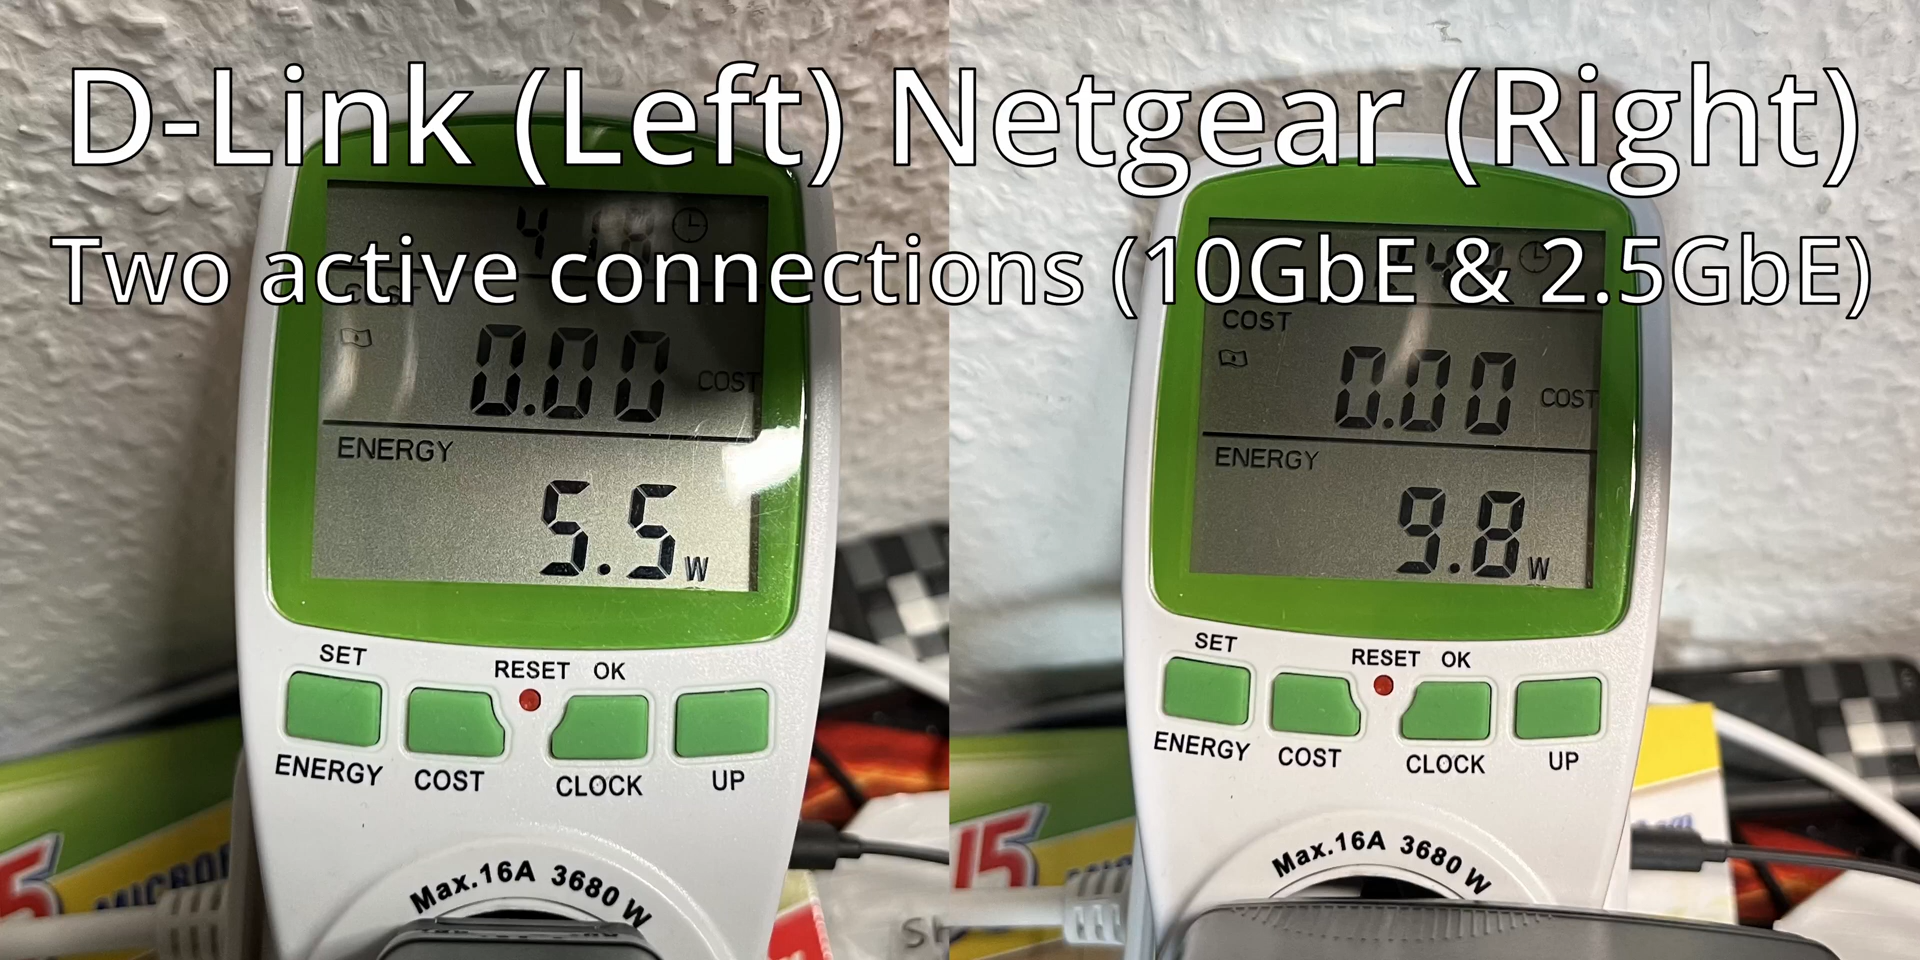 D-Link (Left) Netgear (Right)
Two active connections (10GbE & 2.5GbE)
COST
0.00 COST
ENERGY
5.5 W
SET RESET OK
ENERGY COST CLOCK UP
Max.16A 3680 W
COST
0.00 COST
ENERGY
9.8 W
SET RESET OK
ENERGY COST CLOCK UP
Max.16A 3680 W
15